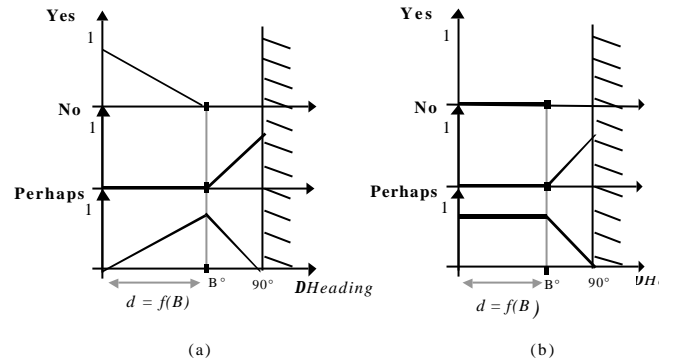 Yes
1
No
1
Perhaps
1
B° 90° DHeading
d = f(B)
(a)
Yes
1
No
1
Perhaps
1
B° 90°
d = f(B)
(b)